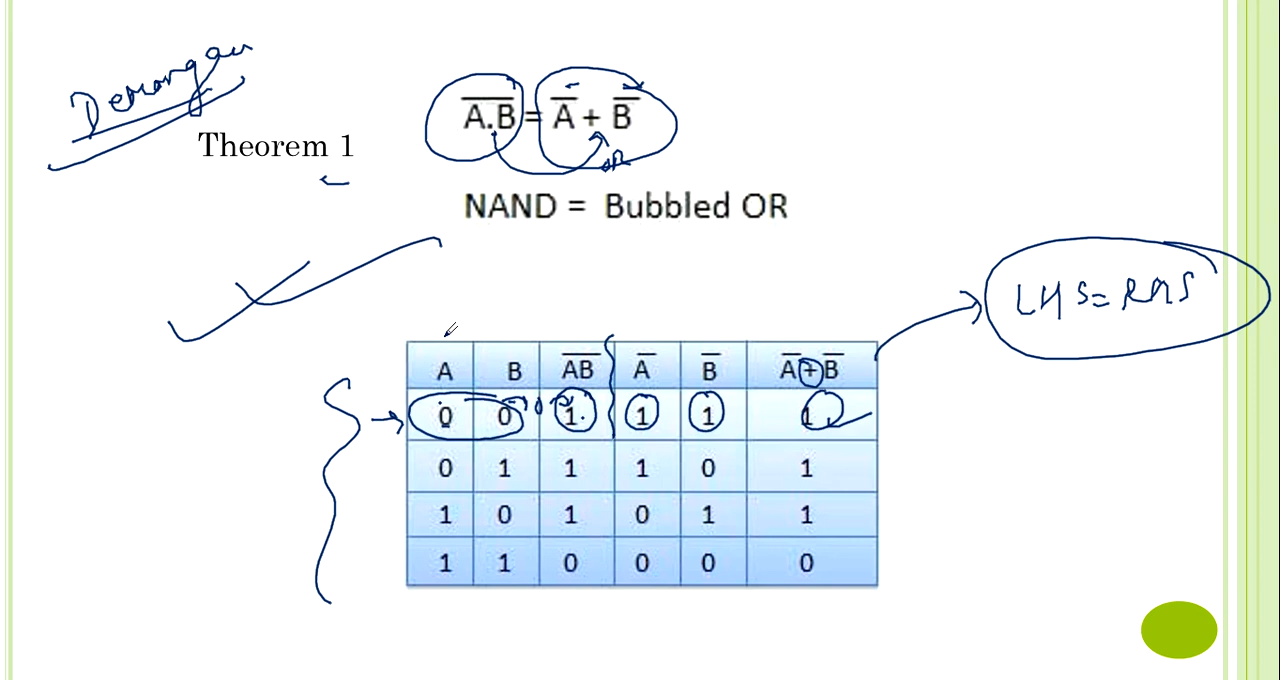 Demorgan
A̅.̅B̅ = A̅ + B̅
OR
Theorem 1
NAND = Bubbled OR
LHS=RHS
A B A̅B̅ A̅ B̅ A̅+B̅
0 0 0 1 1 1 1
0 1 1 1 0 1
1 0 1 0 1 1
1 1 0 0 0 0